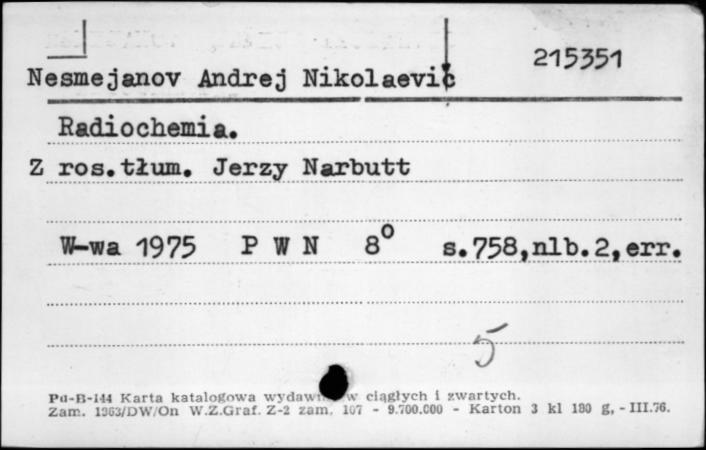 215351
Nesmejanov Andrej Nikolaevič
Radiochemia.
Z ros.tłum. Jerzy Narbutt
W-wa 1975 P W N 8° s.758,nlb.2,err.
5
Pu-B-144 Karta katalogowa wydawn w ciągłych i zwartych.
Zam. 1363/DW/On W.Z.Graf. Z-2 zam. 107 - 9.700.000 - Karton 3 kl 180 g, - III.76.